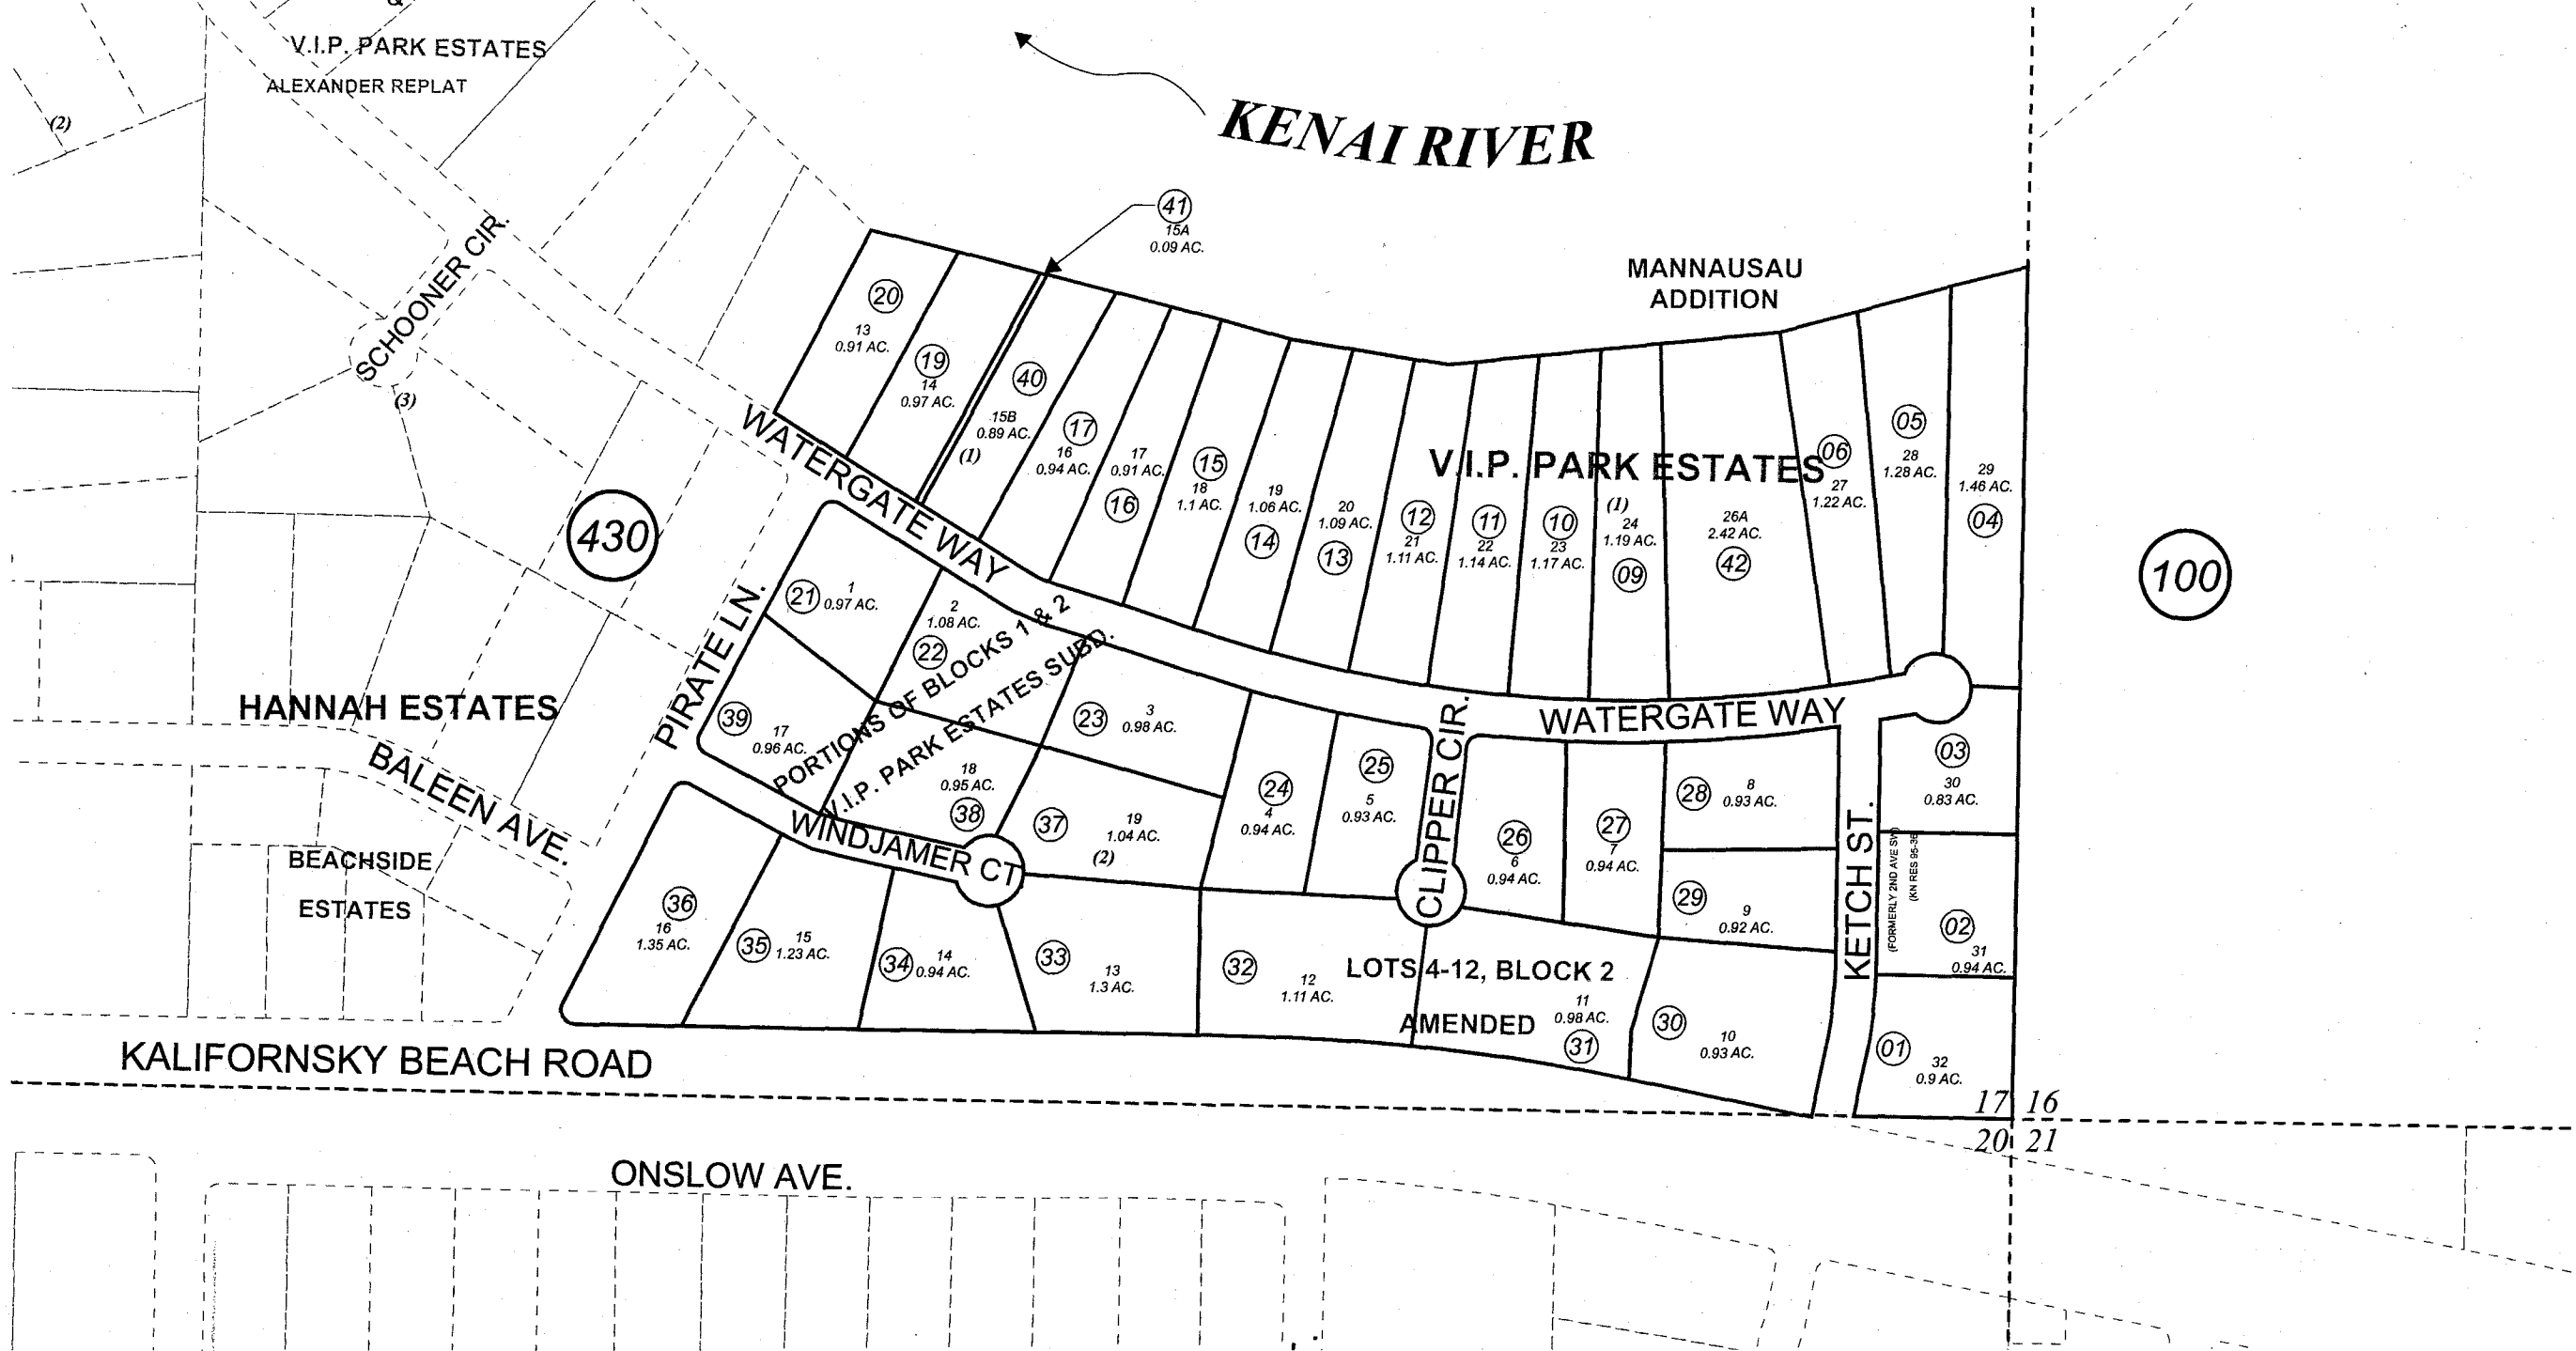 &
V.I.P. PARK ESTATES
ALEXANDER REPLAT
(2)
KENAI RIVER
SCHOONER CIR.
(3)
41
15A
0.09 AC.
MANNAUSAU
ADDITION
20
13
0.91 AC.
19
14
0.97 AC.
40
15B
0.89 AC.
(1)
17
16
0.94 AC.
17
0.91 AC.
16
15
18
1.1 AC.
19
1.06 AC.
14
20
1.09 AC.
13
12
21
1.11 AC.
11
22
1.14 AC.
10
23
1.17 AC.
V.I.P. PARK ESTATES
(1)
24
1.19 AC.
09
26A
2.42 AC.
42
06
27
1.22 AC.
05
28
1.28 AC.
29
1.46 AC.
04
430
100
WATERGATE WAY
PIRATE LN.
21
1
0.97 AC.
2
1.08 AC.
22
PORTIONS OF BLOCKS 1 & 2
V.I.P. PARK ESTATES SUBD.
HANNAH ESTATES
39
17
0.96 AC.
18
0.95 AC.
38
23
3
0.98 AC.
WATERGATE WAY
CLIPPER CIR.
24
4
0.94 AC.
25
5
0.93 AC.
37
19
1.04 AC.
(2)
26
6
0.94 AC.
27
7
0.94 AC.
28
8
0.93 AC.
29
9
0.92 AC.
03
30
0.83 AC.
KETCH ST.
(FORMERLY 2ND AVE SW)
02
31
0.94 AC.
BALEEN AVE.
WINDJAMER CT
BEACHSIDE
ESTATES
36
16
1.35 AC.
35
15
1.23 AC.
34
14
0.94 AC.
33
13
1.3 AC.
32
12
1.11 AC.
LOTS 4-12, BLOCK 2
AMENDED
11
0.98 AC.
31
30
10
0.93 AC.
01
32
0.9 AC.
KALIFORNSKY BEACH ROAD
17 16
20 21
ONSLOW AVE.